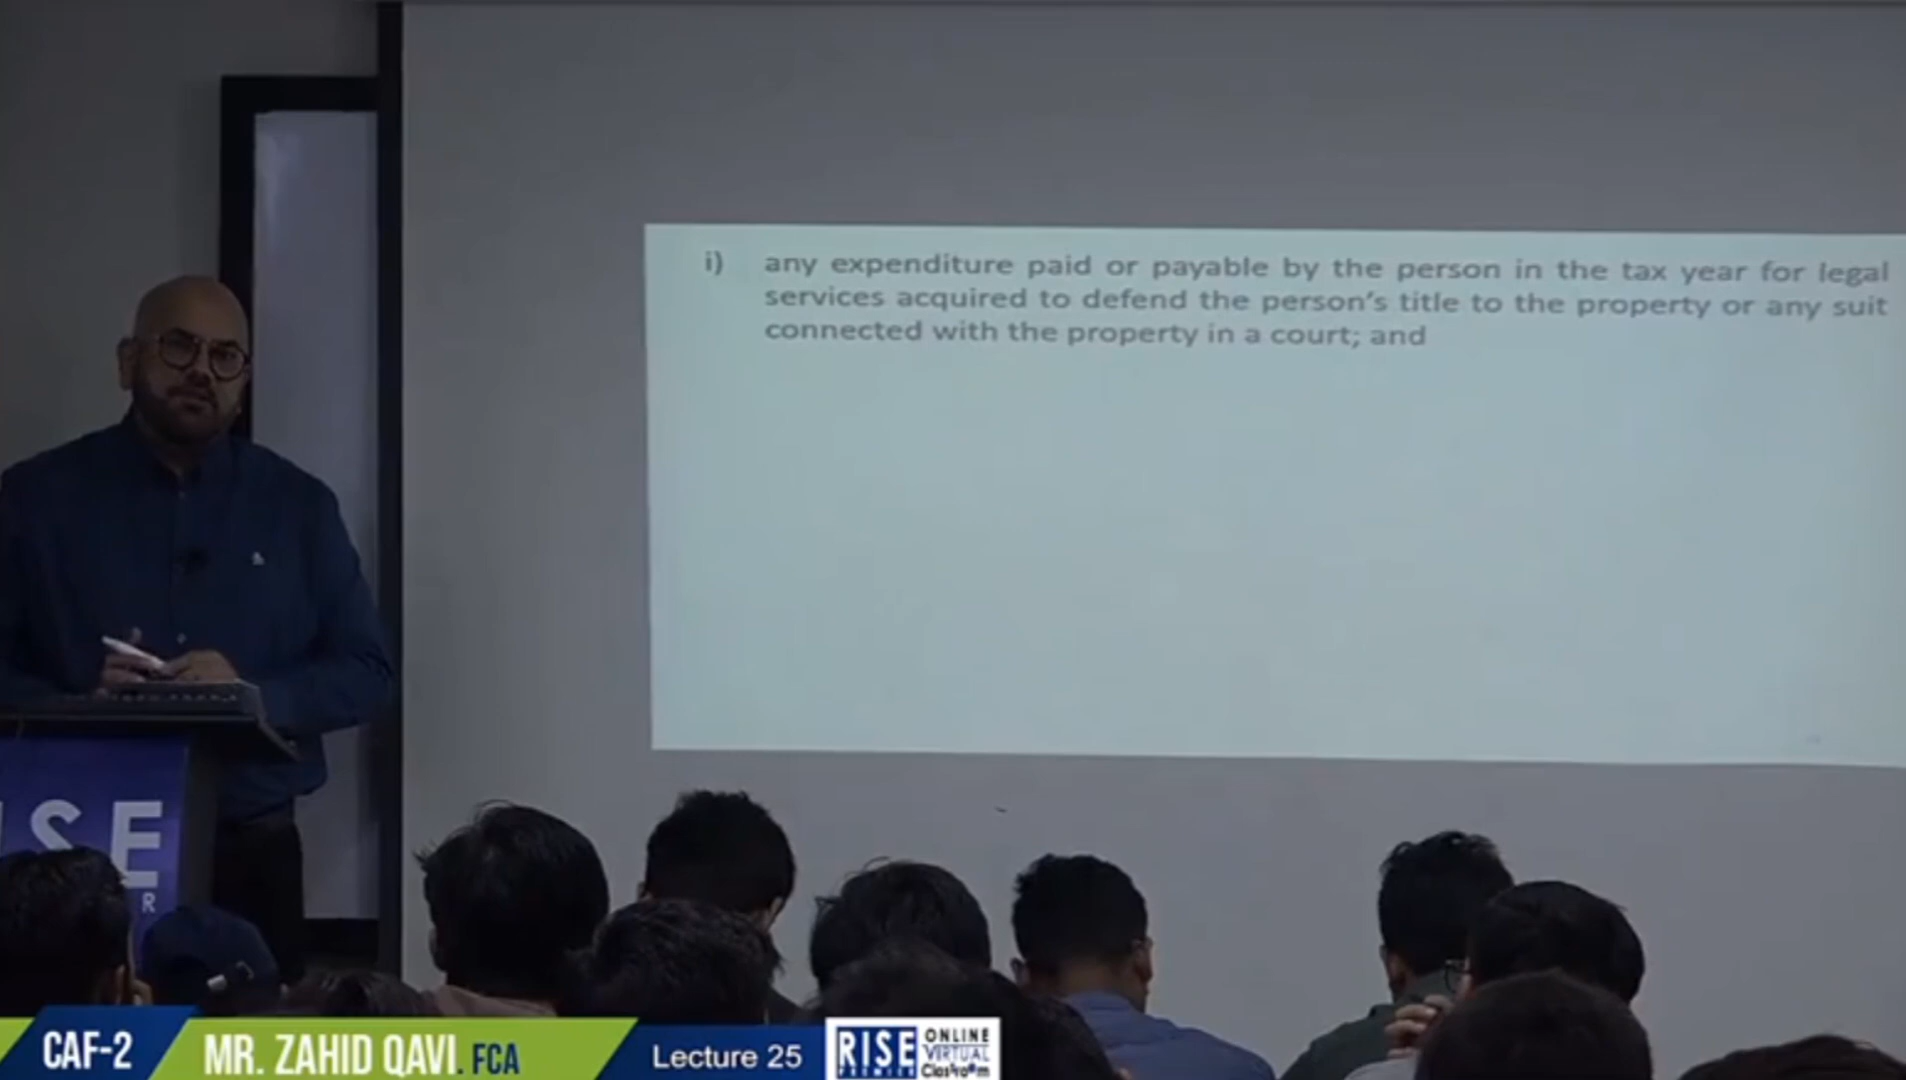 i) any expenditure paid or payable by the person in the tax year for legal
services acquired to defend the person's title to the property or any suit
connected with the property in a court; and
SE
R
CAF-2
MR. ZAHID QAVI. FCA
Lecture 25
RISE
PREMIER
ONLINE
VIRTUAL
Classroom